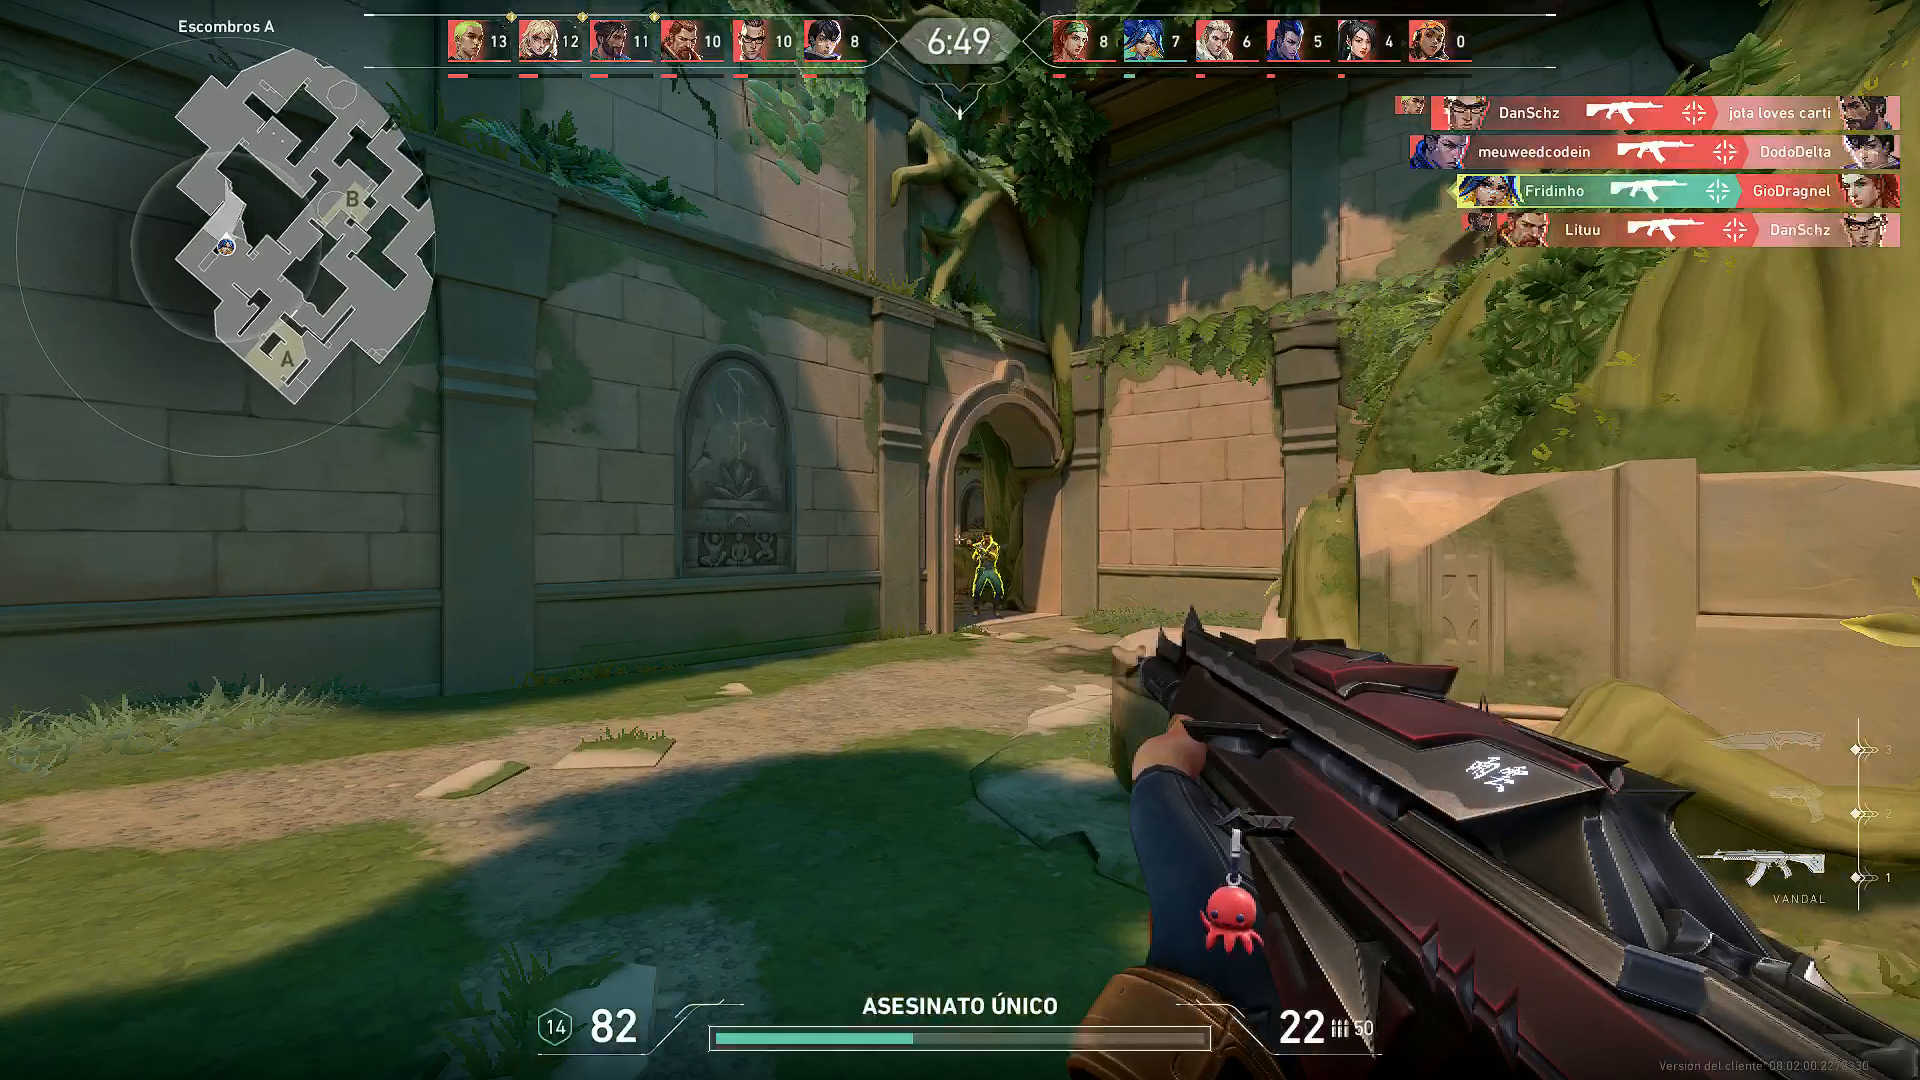 Escombros A
13
12
11
10
10
8
6:49
8
7
6
5
4
0
DanSchz jota loves carti
meuweedcodein DodoDelta
Fridinho GioDragnel
Lituu DanSchz
B
A
3
2
1
VANDAL
14 82
ASESINATO ÚNICO
22 50